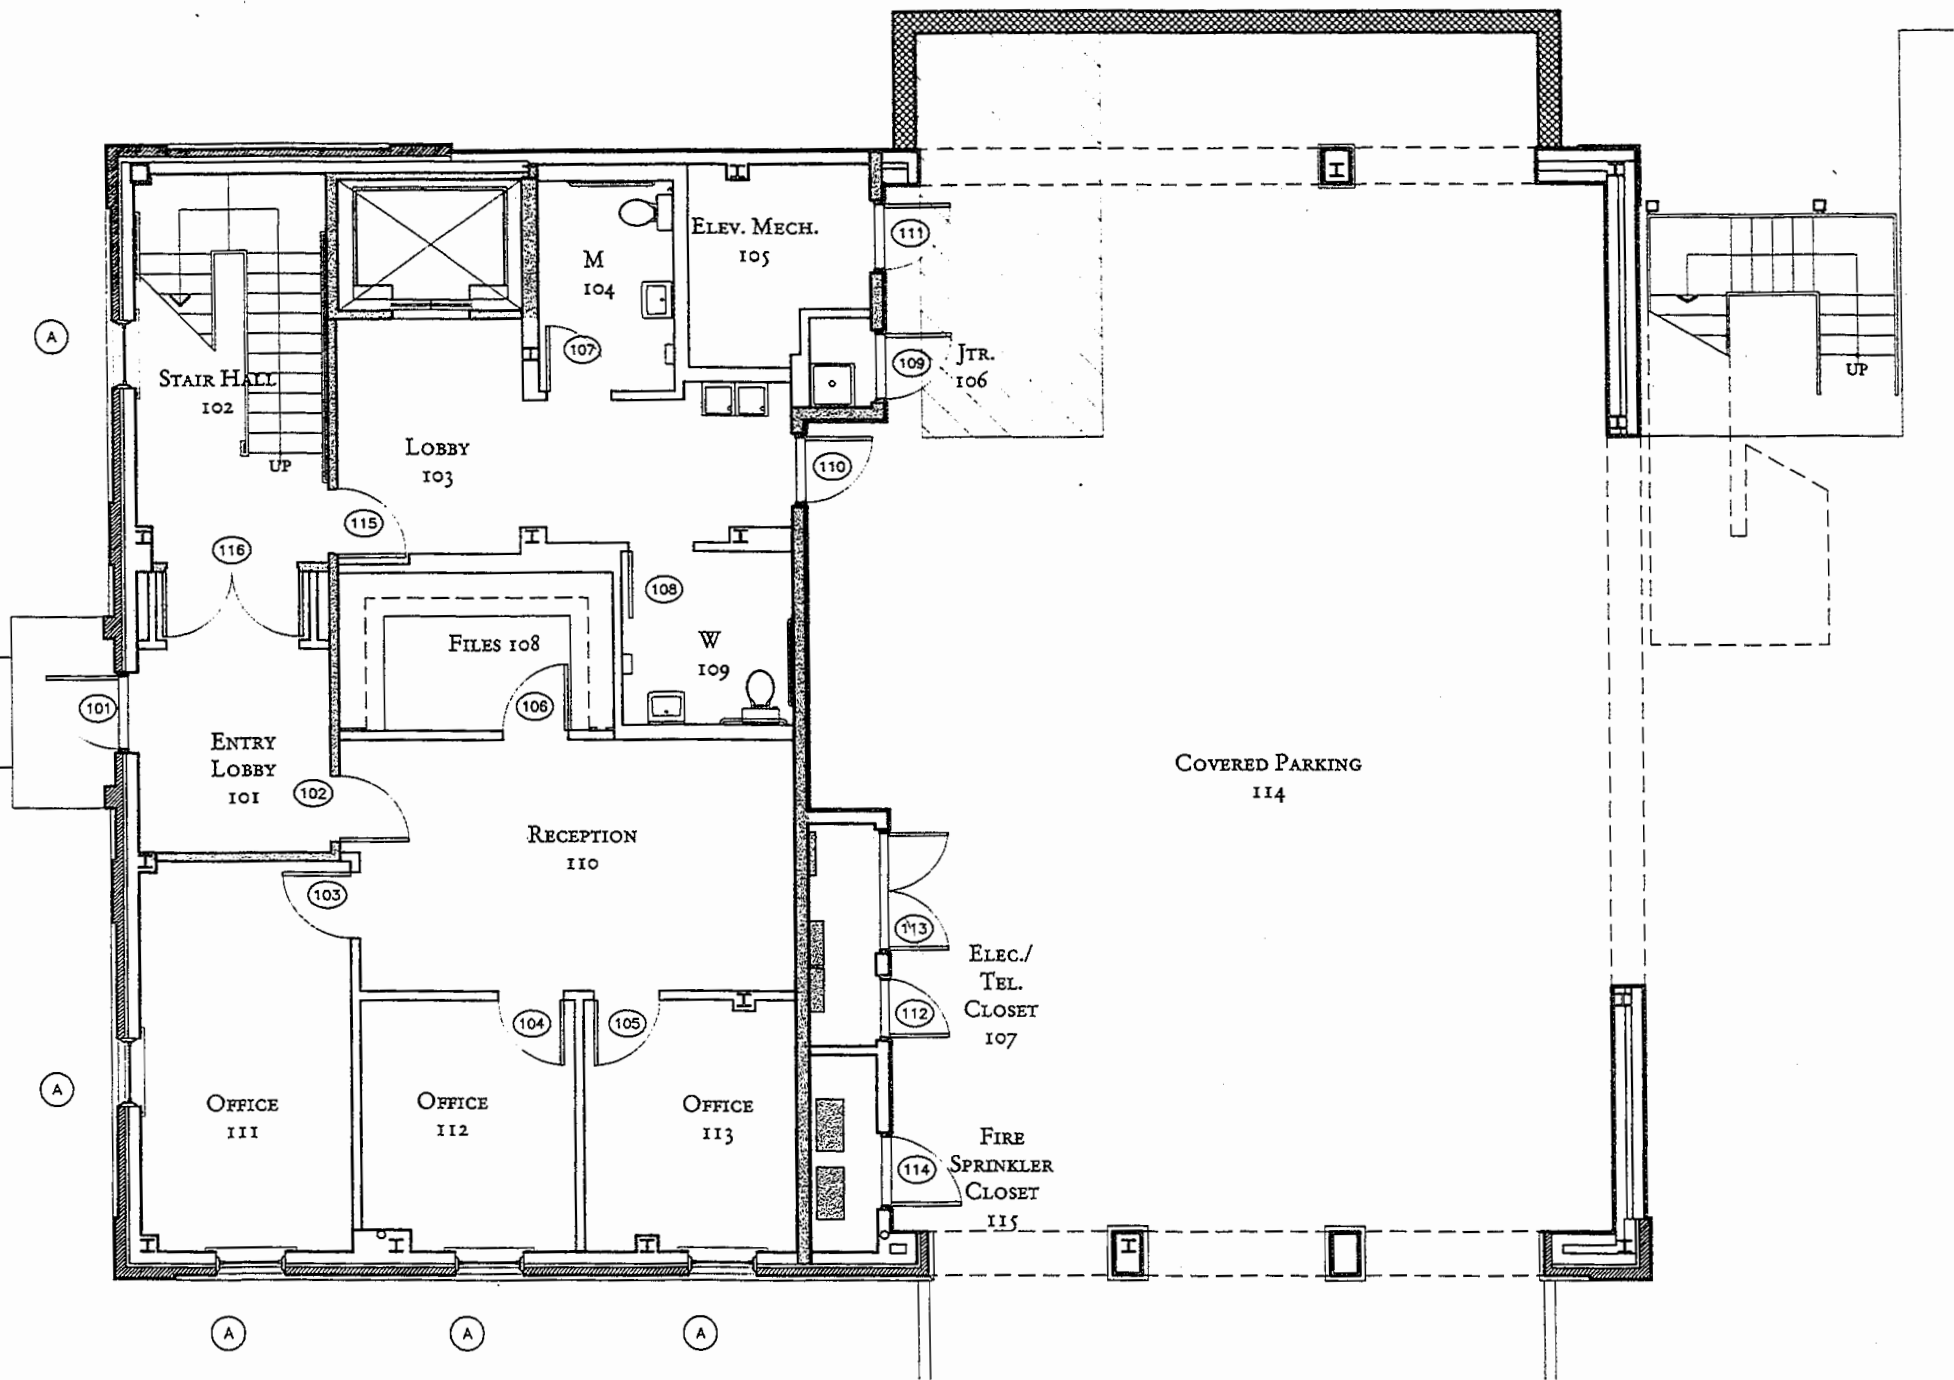 111
ELEV. MECH.
105
M
104
A
107
JTR.
106
109
STAIR HALL
102
UP
UP
LOBBY
103
110
115
116
108
FILES 108
W
109
101
106
ENTRY
LOBBY
101
102
COVERED PARKING
114
RECEPTION
110
103
113
ELEC./
TEL.
CLOSET
107
104
105
112
A
OFFICE
111
OFFICE
112
OFFICE
113
FIRE
SPRINKLER
CLOSET
115
114
A
A
A